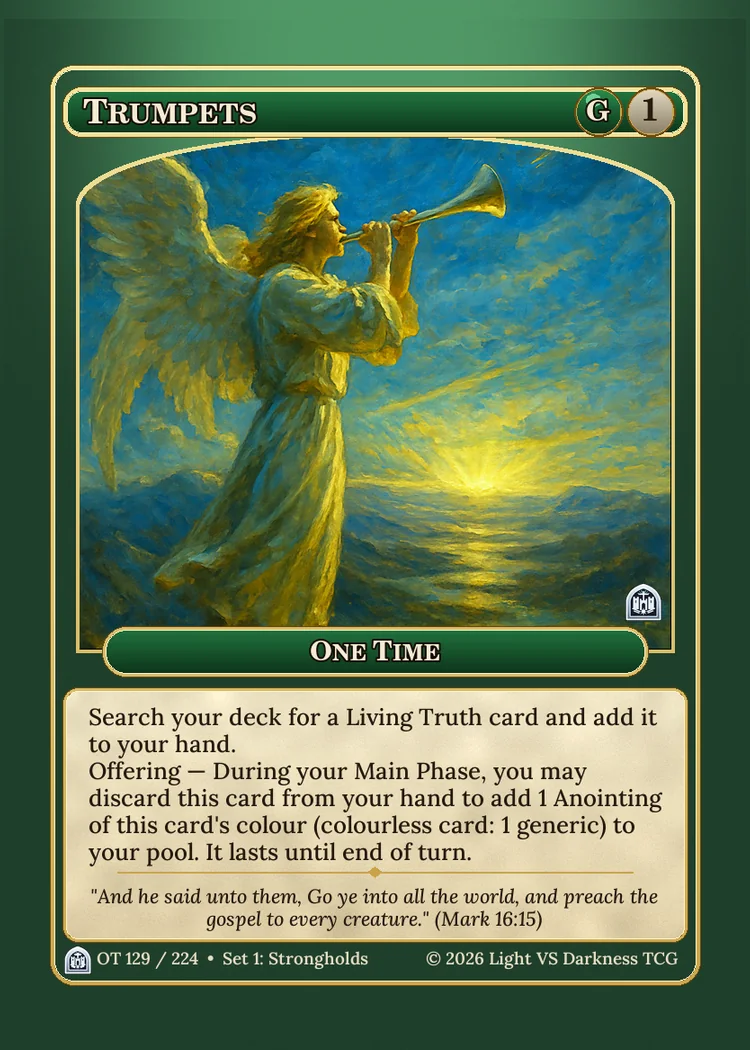 Trumpets
G 1
One Time
Search your deck for a Living Truth card and add it
to your hand.
Offering — During your Main Phase, you may
discard this card from your hand to add 1 Anointing
of this card's colour (colourless card: 1 generic) to
your pool. It lasts until end of turn.
"And he said unto them, Go ye into all the world, and preach the
gospel to every creature." (Mark 16:15)
OT 129 / 224 • Set 1: Strongholds © 2026 Light VS Darkness TCG